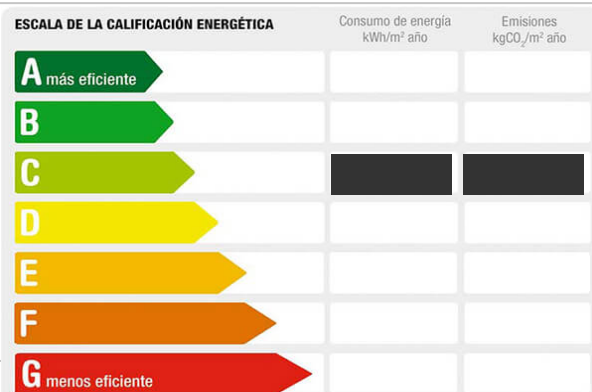 ESCALA DE LA CALIFICACIÓN ENERGÉTICA
Consumo de energía
kWh/m² año
Emisiones
kgCO₂/m² año
A más eficiente
B
C
D
E
F
G menos eficiente